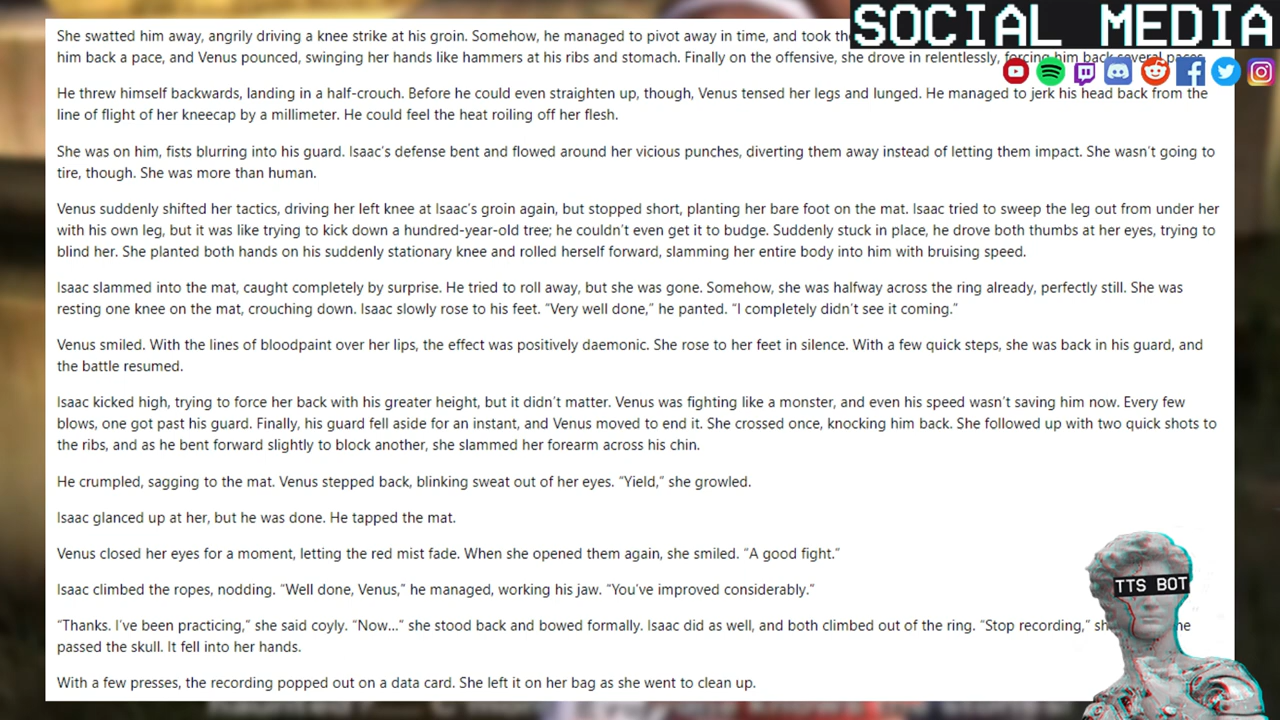 SOCIAL MEDIA
She swatted him away, angrily driving a knee strike at his groin. Somehow, he managed to pivot away in time, and took the
him back a pace, and Venus pounced, swinging her hands like hammers at his ribs and stomach. Finally on the offensive, she drove in relentlessly, forcing him back several paces.
He threw himself backwards, landing in a half-crouch. Before he could even straighten up, though, Venus tensed her legs and lunged. He managed to jerk his head back from the
line of flight of her kneecap by a millimeter. He could feel the heat roiling off her flesh.
She was on him, fists blurring into his guard. Isaac’s defense bent and flowed around her vicious punches, diverting them away instead of letting them impact. She wasn’t going to
tire, though. She was more than human.
Venus suddenly shifted her tactics, driving her left knee at Isaac’s groin again, but stopped short, planting her bare foot on the mat. Isaac tried to sweep the leg out from under her
with his own leg, but it was like trying to kick down a hundred-year-old tree; he couldn’t even get it to budge. Suddenly stuck in place, he drove both thumbs at her eyes, trying to
blind her. She planted both hands on his suddenly stationary knee and rolled herself forward, slamming her entire body into him with bruising speed.
Isaac slammed into the mat, caught completely by surprise. He tried to roll away, but she was gone. Somehow, she was halfway across the ring already, perfectly still. She was
resting one knee on the mat, crouching down. Isaac slowly rose to his feet. “Very well done,” he panted. “I completely didn’t see it coming.”
Venus smiled. With the lines of bloodpaint over her lips, the effect was positively daemonic. She rose to her feet in silence. With a few quick steps, she was back in his guard, and
the battle resumed.
Isaac kicked high, trying to force her back with his greater height, but it didn’t matter. Venus was fighting like a monster, and even his speed wasn’t saving him now. Every few
blows, one got past his guard. Finally, his guard fell aside for an instant, and Venus moved to end it. She crossed once, knocking him back. She followed up with two quick shots to
the ribs, and as he bent forward slightly to block another, she slammed her forearm across his chin.
He crumpled, sagging to the mat. Venus stepped back, blinking sweat out of her eyes. “Yield,” she growled.
Isaac glanced up at her, but he was done. He tapped the mat.
Venus closed her eyes for a moment, letting the red mist fade. When she opened them again, she smiled. “A good fight.”
Isaac climbed the ropes, nodding. “Well done, Venus,” he managed, working his jaw. “You’ve improved considerably.”
“Thanks. I’ve been practicing,” she said coyly. “Now…” she stood back and bowed formally. Isaac did as well, and both climbed out of the ring. “Stop recording,”
passed the skull. It fell into her hands.
With a few presses, the recording popped out on a data card. She left it on her bag as she went to clean up.
TTS BOT